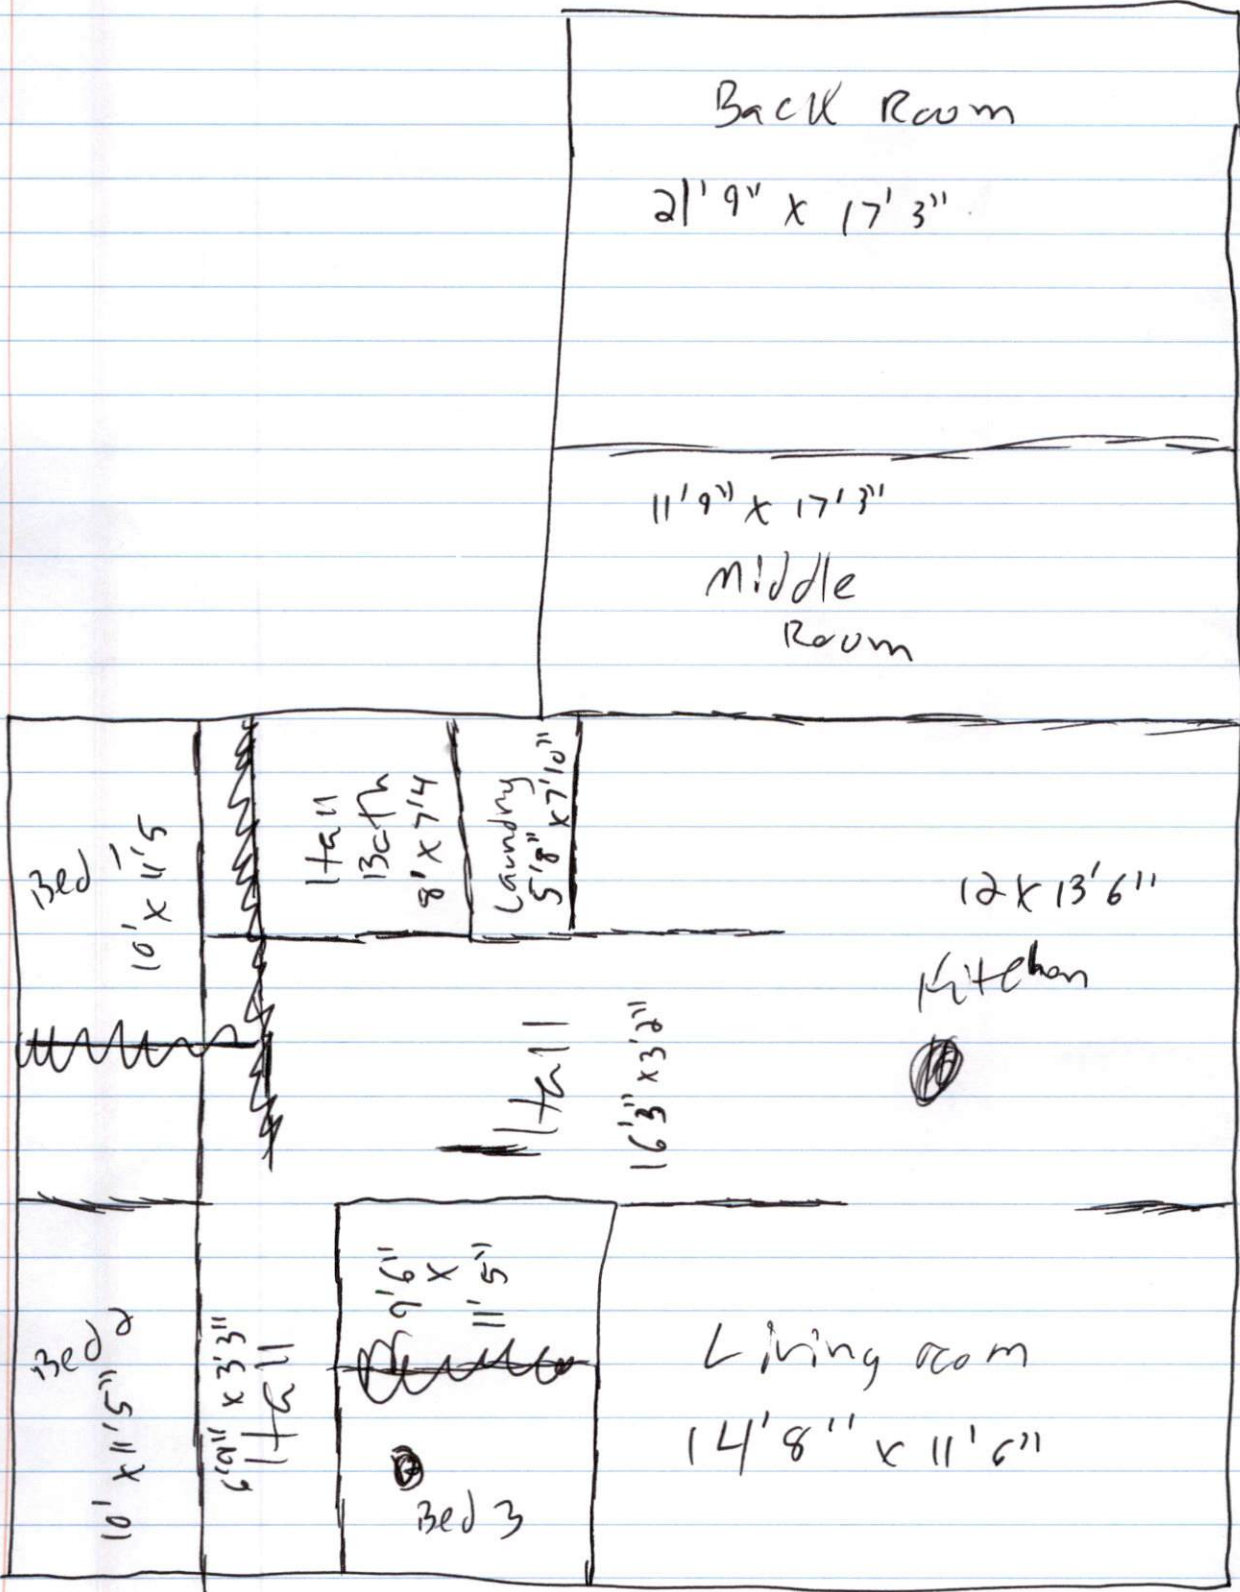 Back Room
21'9" x 17'3"
11'9" x 17'3"
Middle
Room
Bed 1
10' x 11'5
Hall
Bath
8' x 7'4
Laundry
5'8" x 7'10"
12 x 13'6"
Kitchen
Hall
16'3" x 3'2"
Bed 2
10' x 11'5"
x 3'3"
Hall
9'6"
x
11'5"
Bed 3
Living room
14'8" x 11'6"